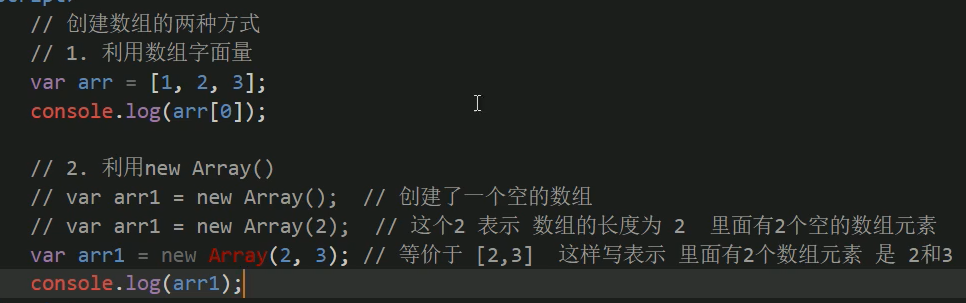 // 创建数组的两种方式
// 1. 利用数组字面量
var arr = [1, 2, 3];
console.log(arr[0]);
// 2. 利用new Array()
// var arr1 = new Array();  // 创建了一个空的数组
// var arr1 = new Array(2);  // 这个2 表示 数组的长度为 2  里面有2个空的数组元素
var arr1 = new Array(2, 3); // 等价于 [2,3]  这样写表示 里面有2个数组元素 是 2和3
console.log(arr1);